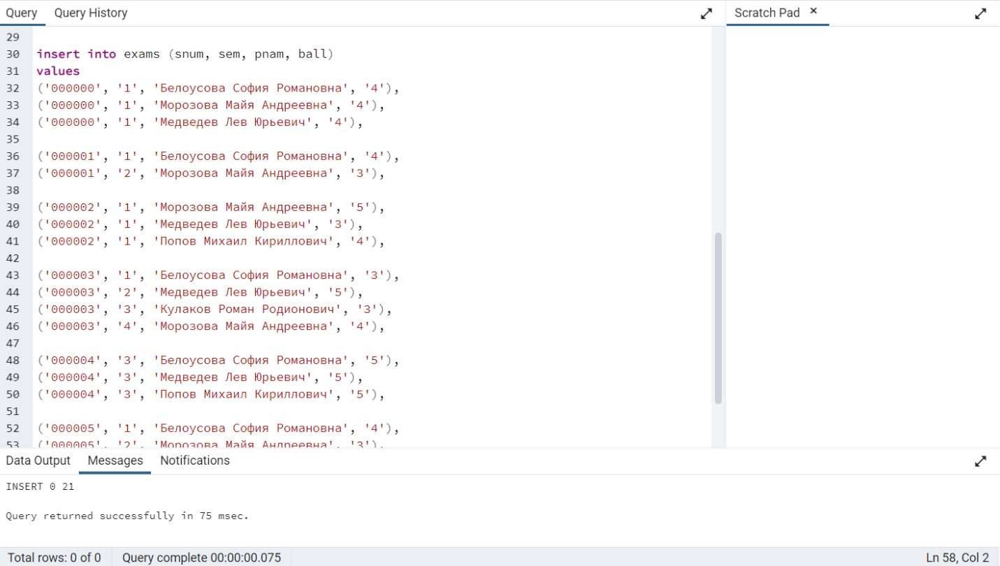 Query Query History Scratch Pad ×
29
30 insert into exams (snum, sem, pnam, ball)
31 values
32 ('000000', '1', 'Белоусова София Романовна', '4'),
33 ('000000', '1', 'Морозова Майя Андреевна', '4'),
34 ('000000', '1', 'Медведев Лев Юрьевич', '4'),
35
36 ('000001', '1', 'Белоусова София Романовна', '4'),
37 ('000001', '2', 'Морозова Майя Андреевна', '3'),
38
39 ('000002', '1', 'Морозова Майя Андреевна', '5'),
40 ('000002', '1', 'Медведев Лев Юрьевич', '3'),
41 ('000002', '1', 'Попов Михаил Кириллович', '4'),
42
43 ('000003', '1', 'Белоусова София Романовна', '3'),
44 ('000003', '2', 'Медведев Лев Юрьевич', '5'),
45 ('000003', '3', 'Кулаков Роман Родионович', '3'),
46 ('000003', '4', 'Морозова Майя Андреевна', '4'),
47
48 ('000004', '3', 'Белоусова София Романовна', '5'),
49 ('000004', '3', 'Медведев Лев Юрьевич', '5'),
50 ('000004', '3', 'Попов Михаил Кириллович', '5'),
51
52 ('000005', '1', 'Белоусова София Романовна', '4'),
53 ('000005', '2', 'Морозова Майя Андреевна', '3'),
Data Output Messages Notifications
INSERT 0 21
Query returned successfully in 75 msec.
Total rows: 0 of 0 Query complete 00:00:00.075 Ln 58, Col 2